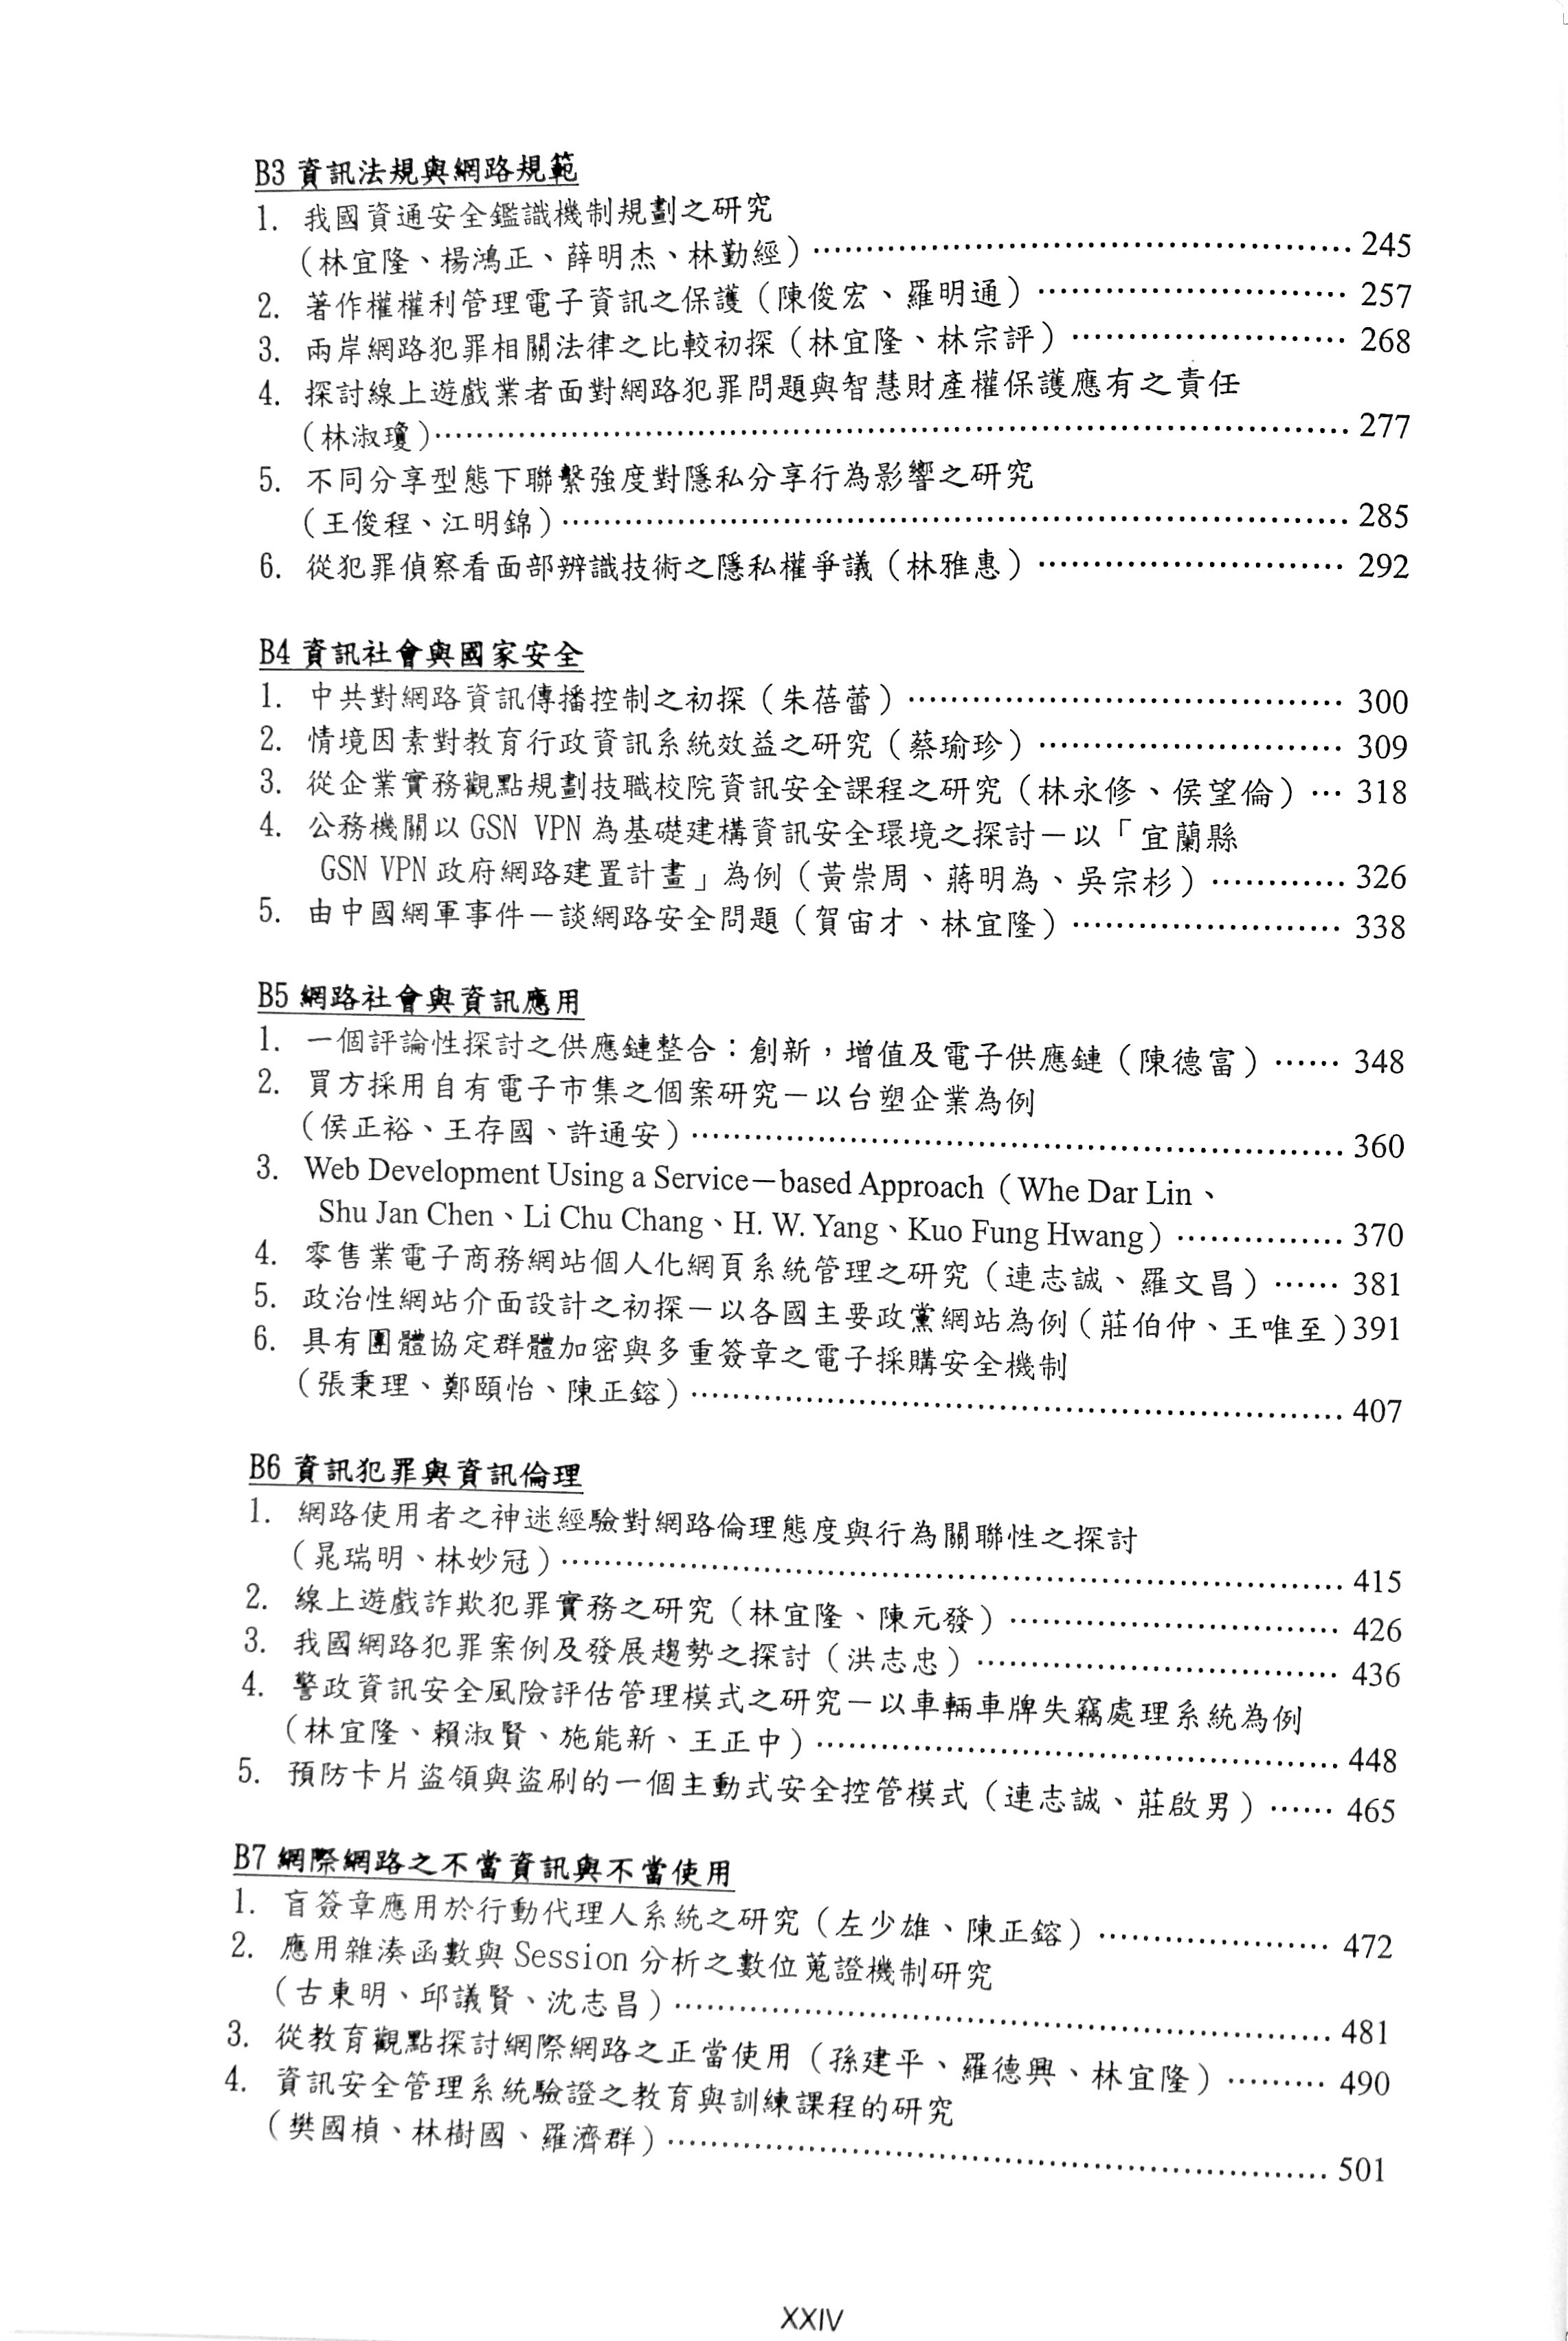 B3 資訊法規與網路規範
1. 我國資通安全鑑識機制規劃之研究
(林宜隆、楊鴻正、薛明杰、林勤經)…………………………………………… 245
2. 著作權權利管理電子資訊之保護(陳俊宏、羅明通)……………………… 257
3. 兩岸網路犯罪相關法律之比較初探(林宜隆、林宗評)…………………… 268
4. 探討線上遊戲業者面對網路犯罪問題與智慧財產權保護應有之責任
(林淑瓊)………………………………………………………………………… 277
5. 不同分享型態下聯繫強度對隱私分享行為影響之研究
(王俊程、江明錦)……………………………………………………………… 285
6. 從犯罪偵察看面部辨識技術之隱私權爭議(林雅惠)……………………… 292
B4 資訊社會與國家安全
1. 中共對網路資訊傳播控制之初探(朱蓓蕾)………………………………… 300
2. 情境因素對教育行政資訊系統效益之研究(蔡瑜珍)……………………… 309
3. 從企業實務觀點規劃技職校院資訊安全課程之研究(林永修、侯望倫)… 318
4. 公務機關以 GSN VPN 為基礎建構資訊安全環境之探討－以「宜蘭縣
GSN VPN 政府網路建置計畫」為例(黃崇周、蔣明為、吳宗杉)………… 326
5. 由中國網軍事件－談網路安全問題(賀宙才、林宜隆)…………………… 338
B5 網路社會與資訊應用
1. 一個評論性探討之供應鏈整合：創新，增值及電子供應鏈(陳德富)…… 348
2. 買方採用自有電子市集之個案研究－以台塑企業為例
(侯正裕、王存國、許通安)…………………………………………………… 360
3. Web Development Using a Service－based Approach(Whe Dar Lin、
Shu Jan Chen、Li Chu Chang、H. W. Yang、Kuo Fung Hwang)…………… 370
4. 零售業電子商務網站個人化網頁系統管理之研究(連志誠、羅文昌)…… 381
5. 政治性網站介面設計之初探－以各國主要政黨網站為例(莊伯仲、王唯至)391
6. 具有團體協定群體加密與多重簽章之電子採購安全機制
(張秉理、鄭頤怡、陳正鎔)…………………………………………………… 407
B6 資訊犯罪與資訊倫理
1. 網路使用者之神迷經驗對網路倫理態度與行為關聯性之探討
(晁瑞明、林妙冠)……………………………………………………………… 415
2. 線上遊戲詐欺犯罪實務之研究(林宜隆、陳元發)………………………… 426
3. 我國網路犯罪案例及發展趨勢之探討(洪志忠)…………………………… 436
4. 警政資訊安全風險評估管理模式之研究－以車輛車牌失竊處理系統為例
(林宜隆、賴淑賢、施能新、王正中)………………………………………… 448
5. 預防卡片盜領與盜刷的一個主動式安全控管模式(連志誠、莊啟男)…… 465
B7 網際網路之不當資訊與不當使用
1. 盲簽章應用於行動代理人系統之研究(左少雄、陳正鎔)………………… 472
2. 應用雜湊函數與 Session 分析之數位蒐證機制研究
(古東明、邱議賢、沈志昌)…………………………………………………… 481
3. 從教育觀點探討網際網路之正當使用(孫建平、羅德興、林宜隆)……… 490
4. 資訊安全管理系統驗證之教育與訓練課程的研究
(樊國楨、林樹國、羅濟群)…………………………………………………… 501
XXIV